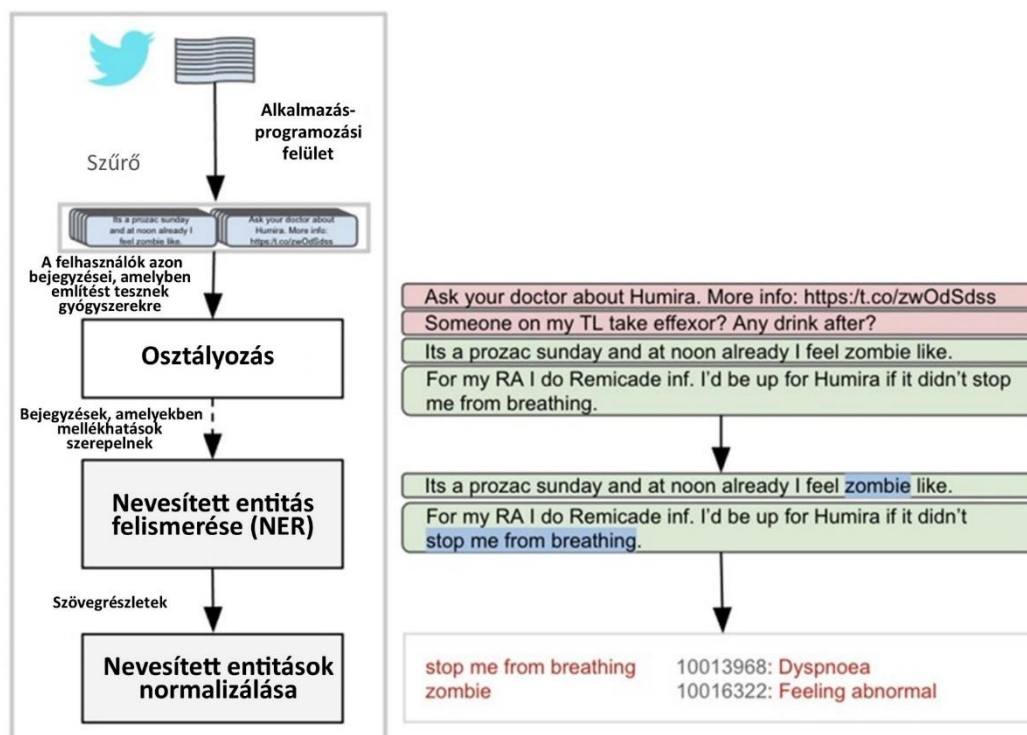 Alkalmazás-
programozási
felület
Szűrő
Its a prozac sunday
and at noon already I
feel zombie like.
Ask your doctor about
Humira. More info:
https:/t.co/zwOdSdss
A felhasználók azon
bejegyzései, amelyben
említést tesznek
gyógyszerekre
Osztályozás
Bejegyzések, amelyekben
mellékhatások
szerepelnek
Nevesített entitás
felismerése (NER)
Szövegrészletek
Nevesített entitások
normalizálása
Ask your doctor about Humira. More info: https:/t.co/zwOdSdss
Someone on my TL take effexor? Any drink after?
Its a prozac sunday and at noon already I feel zombie like.
For my RA I do Remicade inf. I'd be up for Humira if it didn't stop
me from breathing.
Its a prozac sunday and at noon already I feel zombie like.
For my RA I do Remicade inf. I'd be up for Humira if it didn't
stop me from breathing.
stop me from breathing 10013968: Dyspnoea
zombie 10016322: Feeling abnormal